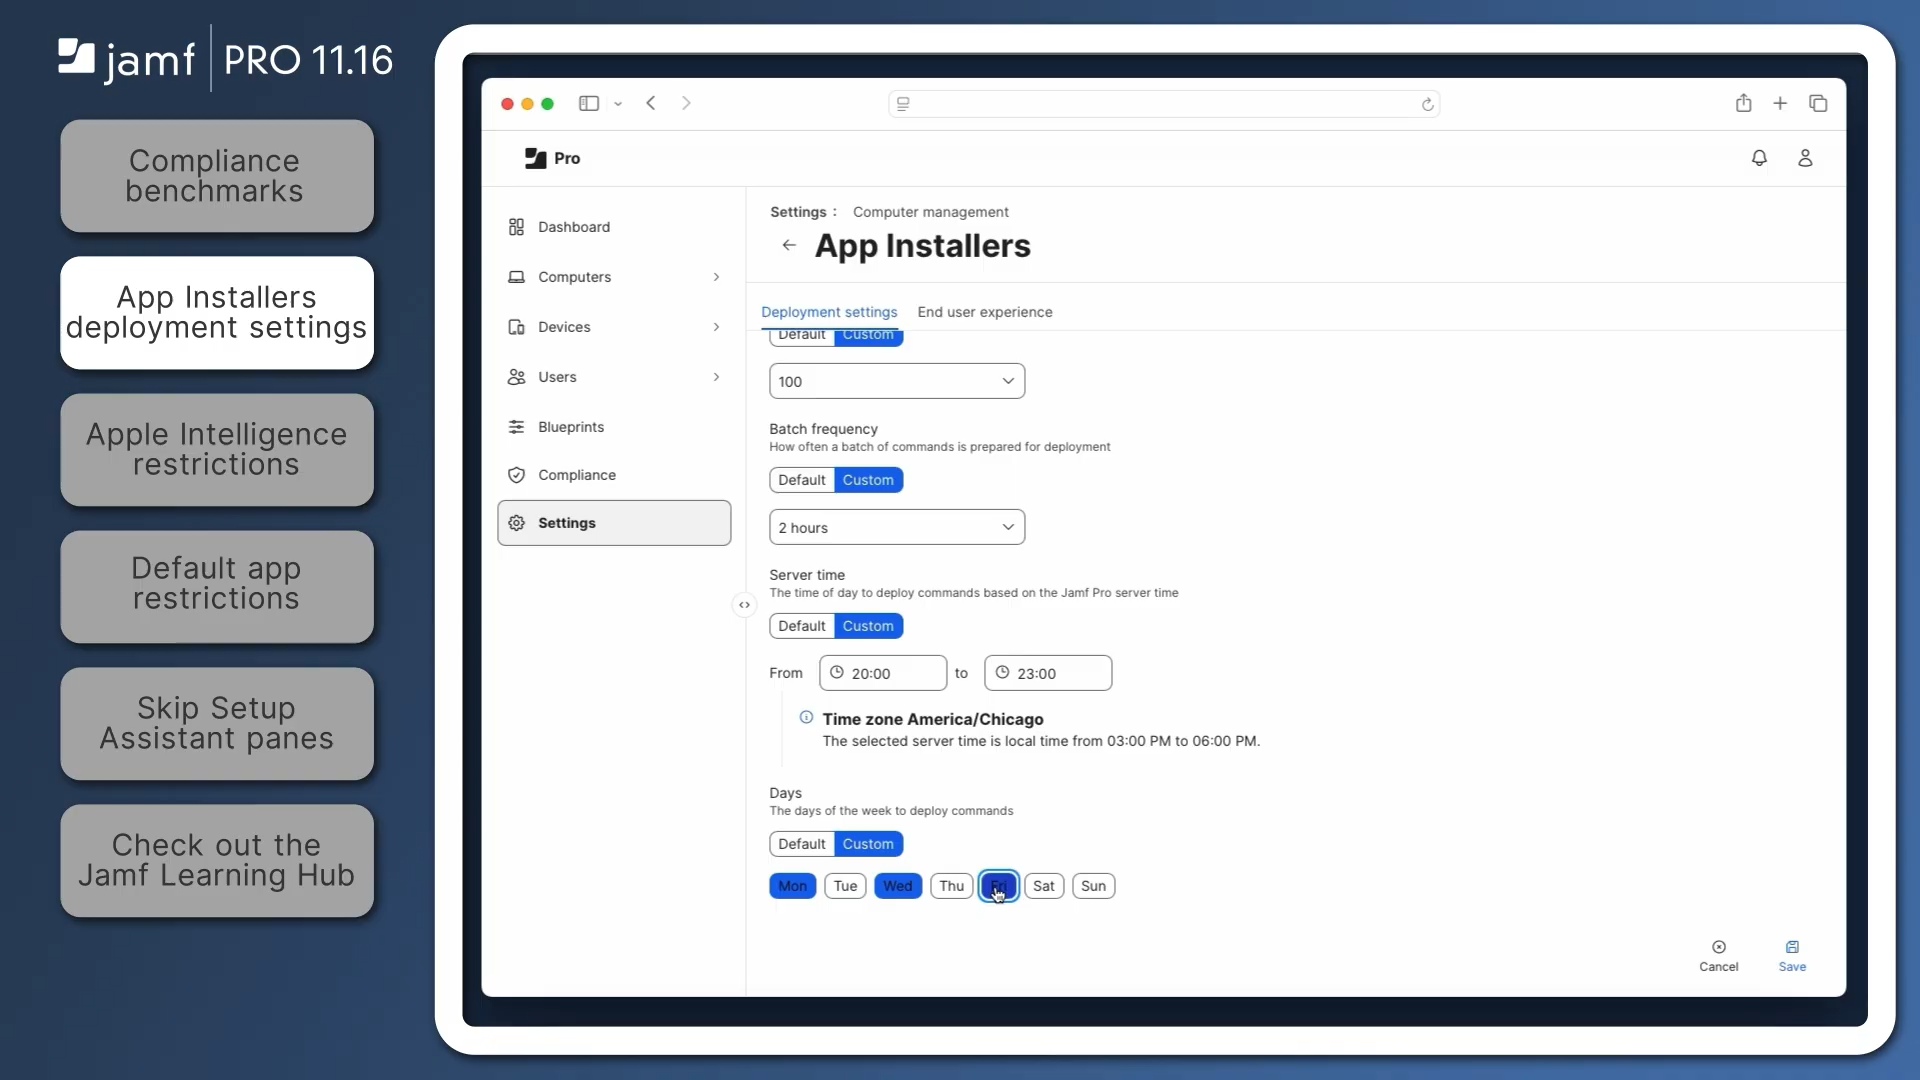 jamf | PRO 11.16
Compliance
benchmarks
App Installers
deployment settings
Apple Intelligence
restrictions
Default app
restrictions
Skip Setup
Assistant panes
Check out the
Jamf Learning Hub
Pro
Dashboard
Computers
Devices
Users
Blueprints
Compliance
Settings
Settings : Computer management
App Installers
Deployment settings End user experience
Default Custom
100
Batch frequency
How often a batch of commands is prepared for deployment
Default Custom
2 hours
Server time
The time of day to deploy commands based on the Jamf Pro server time
Default Custom
From 20:00 to 23:00
Time zone America/Chicago
The selected server time is local time from 03:00 PM to 06:00 PM.
Days
The days of the week to deploy commands
Default Custom
Mon Tue Wed Thu Fri Sat Sun
Cancel Save